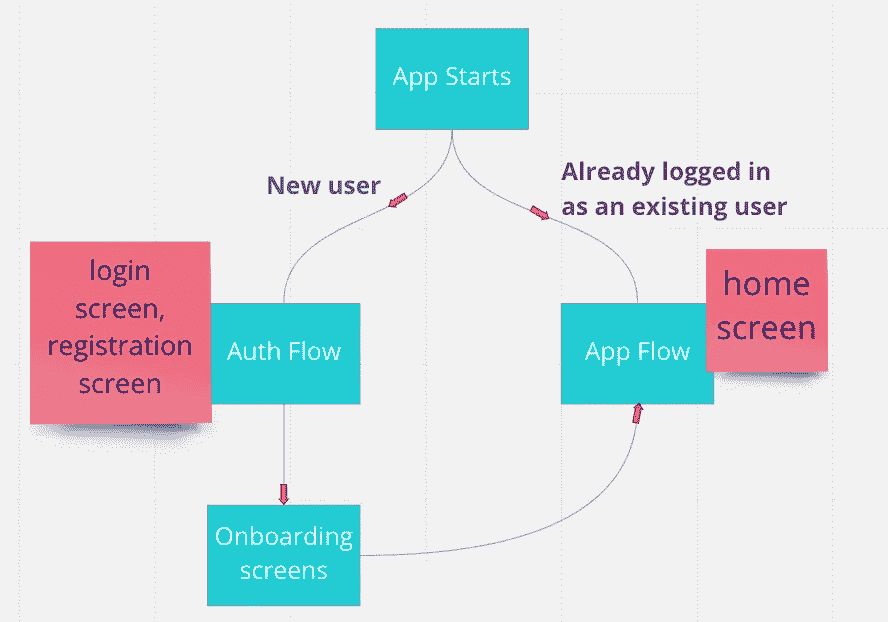 App Starts
New user
Already logged in
as an existing user
login
screen,
registration
screen
Auth Flow
App Flow
home
screen
Onboarding
screens